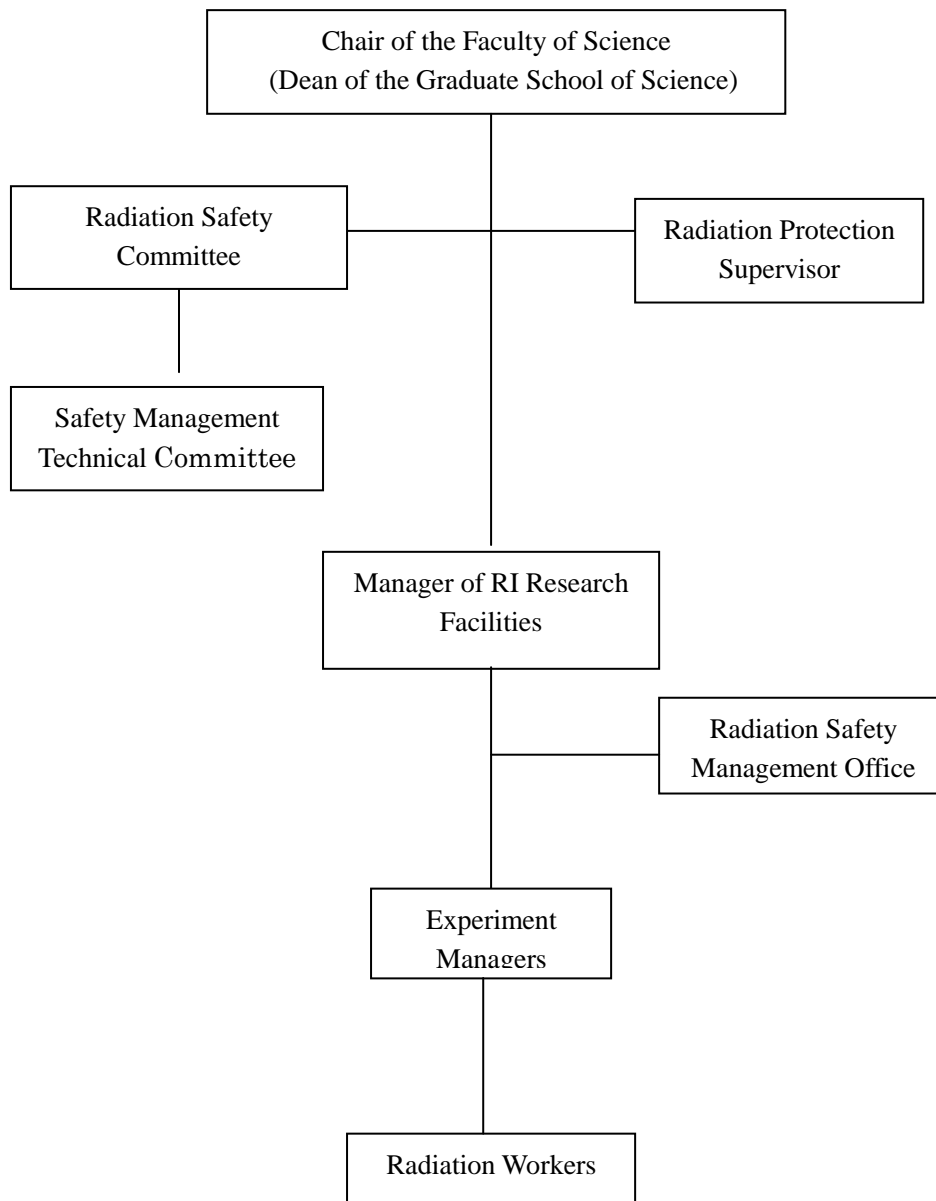 Chair of the Faculty of Science
(Dean of the Graduate School of Science)
Radiation Safety
Committee
Radiation Protection
Supervisor
Safety Management
Technical Committee
Manager of RI Research
Facilities
Radiation Safety
Management Office
Experiment
Managers
Radiation Workers